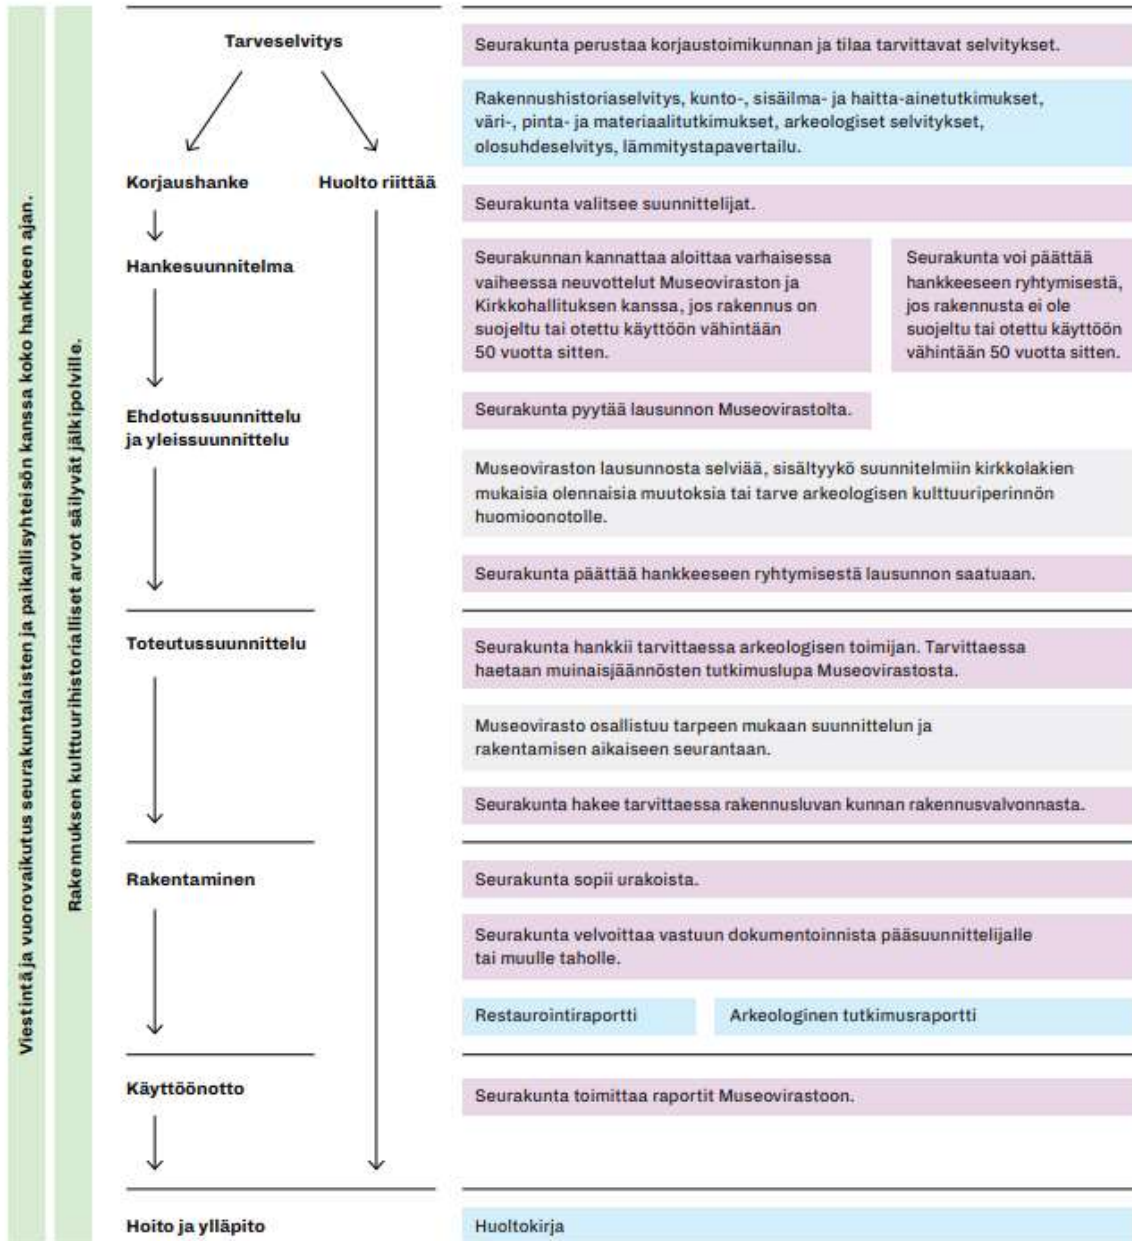 Viestintä ja vuorovaikutus seurakuntalaisten ja paikallisyhteisön kanssa koko hankkeen ajan.
Rakennuksen kulttuurihistorialliset arvot säilyvät jälkipolville.
Tarveselvitys
Seurakunta perustaa korjaustoimikunnan ja tilaa tarvittavat selvitykset.
Rakennushistoriaselvitys, kunto-, sisäilma- ja haitta-ainetutkimukset,
väri-, pinta- ja materiaalitutkimukset, arkeologiset selvitykset,
olosuhdeselvitys, lämmitystapavertailu.
Korjaushanke
Huolto riittää
Seurakunta valitsee suunnittelijat.
Hankesuunnitelma
Seurakunnan kannattaa aloittaa varhaisessa
vaiheessa neuvottelut Museoviraston ja
Kirkkohallituksen kanssa, jos rakennus on
suojeltu tai otettu käyttöön vähintään
50 vuotta sitten.
Seurakunta voi päättää
hankkeeseen ryhtymisestä,
jos rakennusta ei ole
suojeltu tai otettu käyttöön
vähintään 50 vuotta sitten.
Ehdotussuunnittelu
ja yleissuunnittelu
Seurakunta pyytää lausunnon Museovirastolta.
Museoviraston lausunnosta selviää, sisältyykö suunnitelmiin kirkkolakien
mukaisia olennaisia muutoksia tai tarve arkeologisen kulttuuriperinnön
huomioonotolle.
Seurakunta päättää hankkeeseen ryhtymisestä lausunnon saatuaan.
Toteutussuunnittelu
Seurakunta hankkii tarvittaessa arkeologisen toimijan. Tarvittaessa
haetaan muinaisjäännösten tutkimuslupa Museovirastosta.
Museovirasto osallistuu tarpeen mukaan suunnittelun ja
rakentamisen aikaiseen seurantaan.
Seurakunta hakee tarvittaessa rakennusluvan kunnan rakennusvalvonnasta.
Rakentaminen
Seurakunta sopii urakoista.
Seurakunta velvoittaa vastuun dokumentoinnista pääsuunnittelijalle
tai muulle taholle.
Restaurointiraportti
Arkeologinen tutkimusraportti
Käyttöönotto
Seurakunta toimittaa raportit Museovirastoon.
Hoito ja ylläpito
Huoltokirja